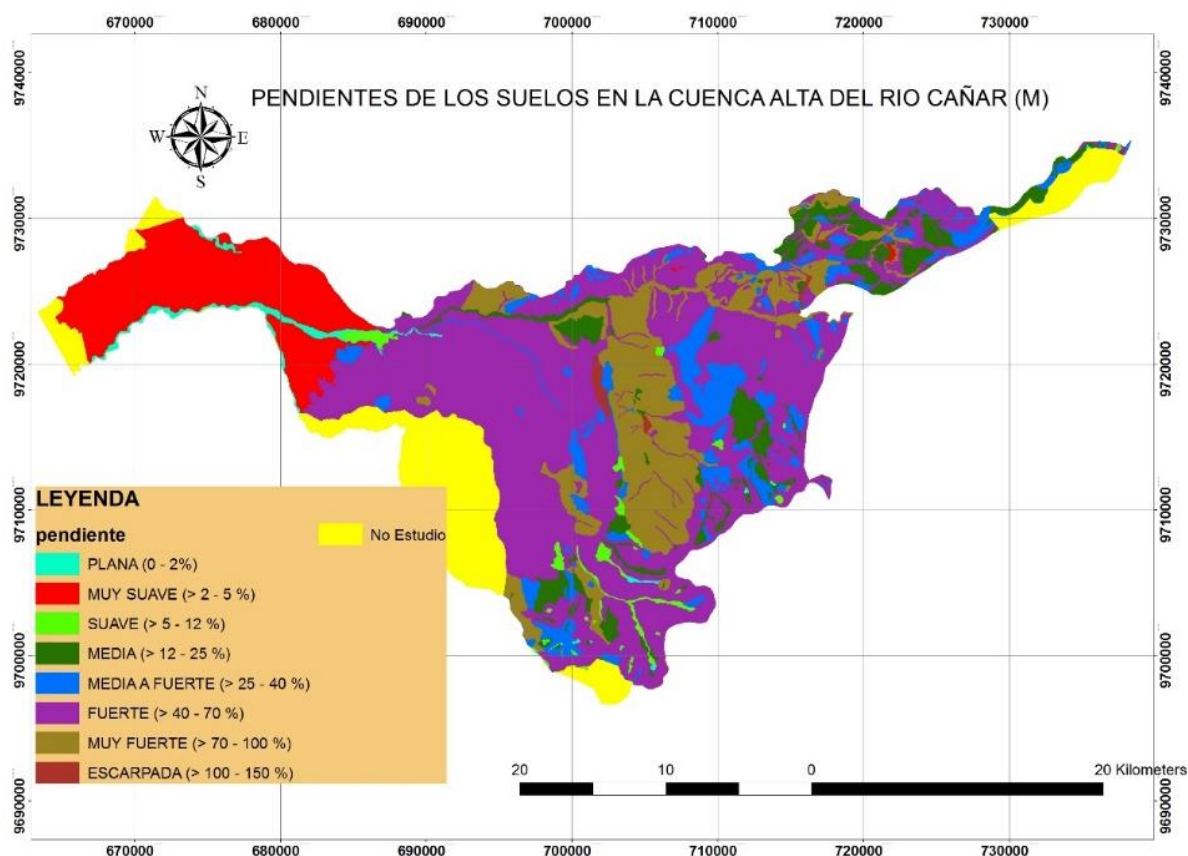 670000 680000 690000 700000 710000 720000 730000
9740000 9740000
PENDIENTES DE LOS SUELOS EN LA CUENCA ALTA DEL RIO CAÑAR (M)
N
W E
S
9730000 9730000
9720000 9720000
LEYENDA
pendiente
No Estudio
PLANA (0 - 2%)
MUY SUAVE (> 2 - 5 %)
SUAVE (> 5 - 12 %)
MEDIA (> 12 - 25 %)
MEDIA A FUERTE (> 25 - 40 %)
FUERTE (> 40 - 70 %)
MUY FUERTE (> 70 - 100 %)
ESCARPADA (> 100 - 150 %)
9710000 9710000
9700000 9700000
20 10 0 20 Kilometers
9690000 9690000
670000 680000 690000 700000 710000 720000 730000